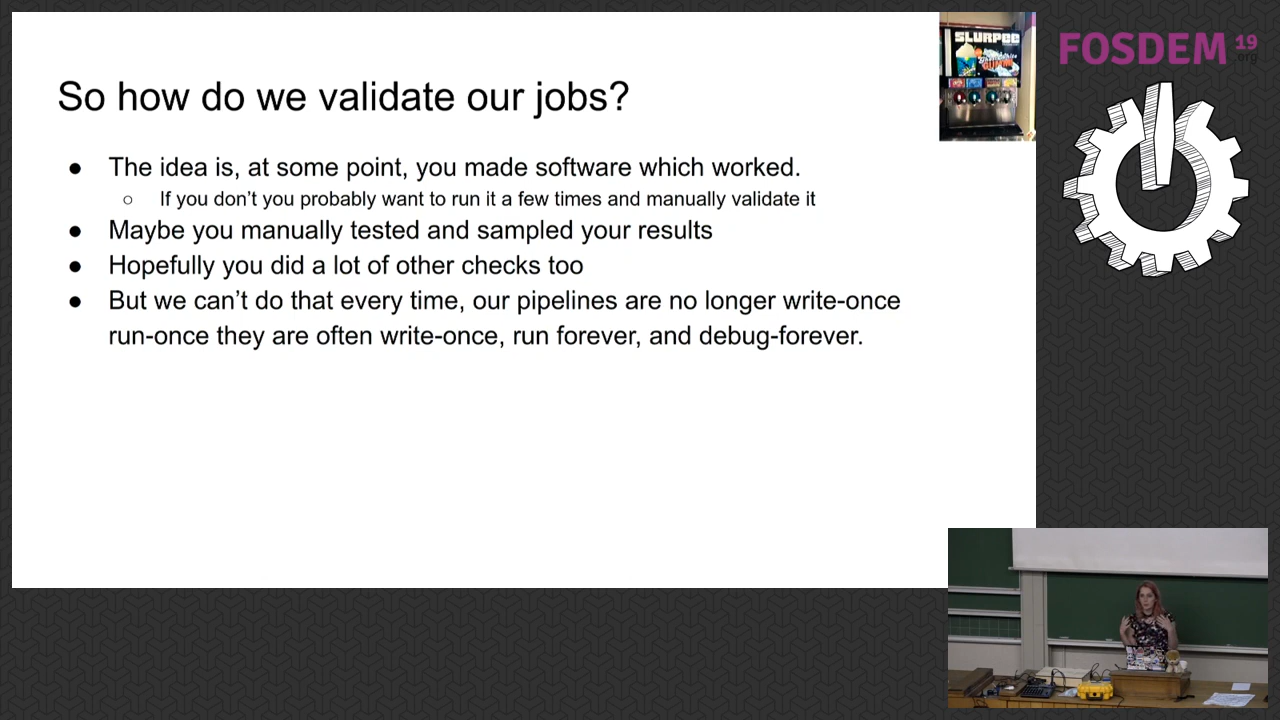 So how do we validate our jobs?
● The idea is, at some point, you made software which worked.
○ If you don’t you probably want to run it a few times and manually validate it
● Maybe you manually tested and sampled your results
● Hopefully you did a lot of other checks too
● But we can’t do that every time, our pipelines are no longer write-once
run-once they are often write-once, run forever, and debug-forever.
SLURPEE
FOSDEM 19
.org